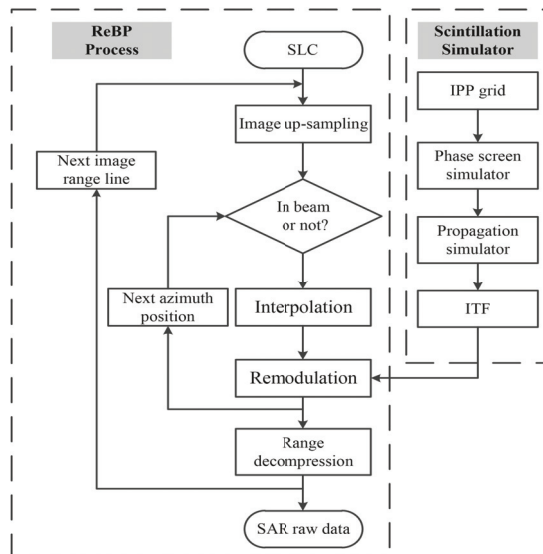 ReBP
Process
SLC
Image up-sampling
Next image
range line
In beam
or not?
Next azimuth
position
Interpolation
Remodulation
Range
decompression
SAR raw data
Scintillation
Simulator
IPP grid
Phase screen
simulator
Propagation
simulator
ITF